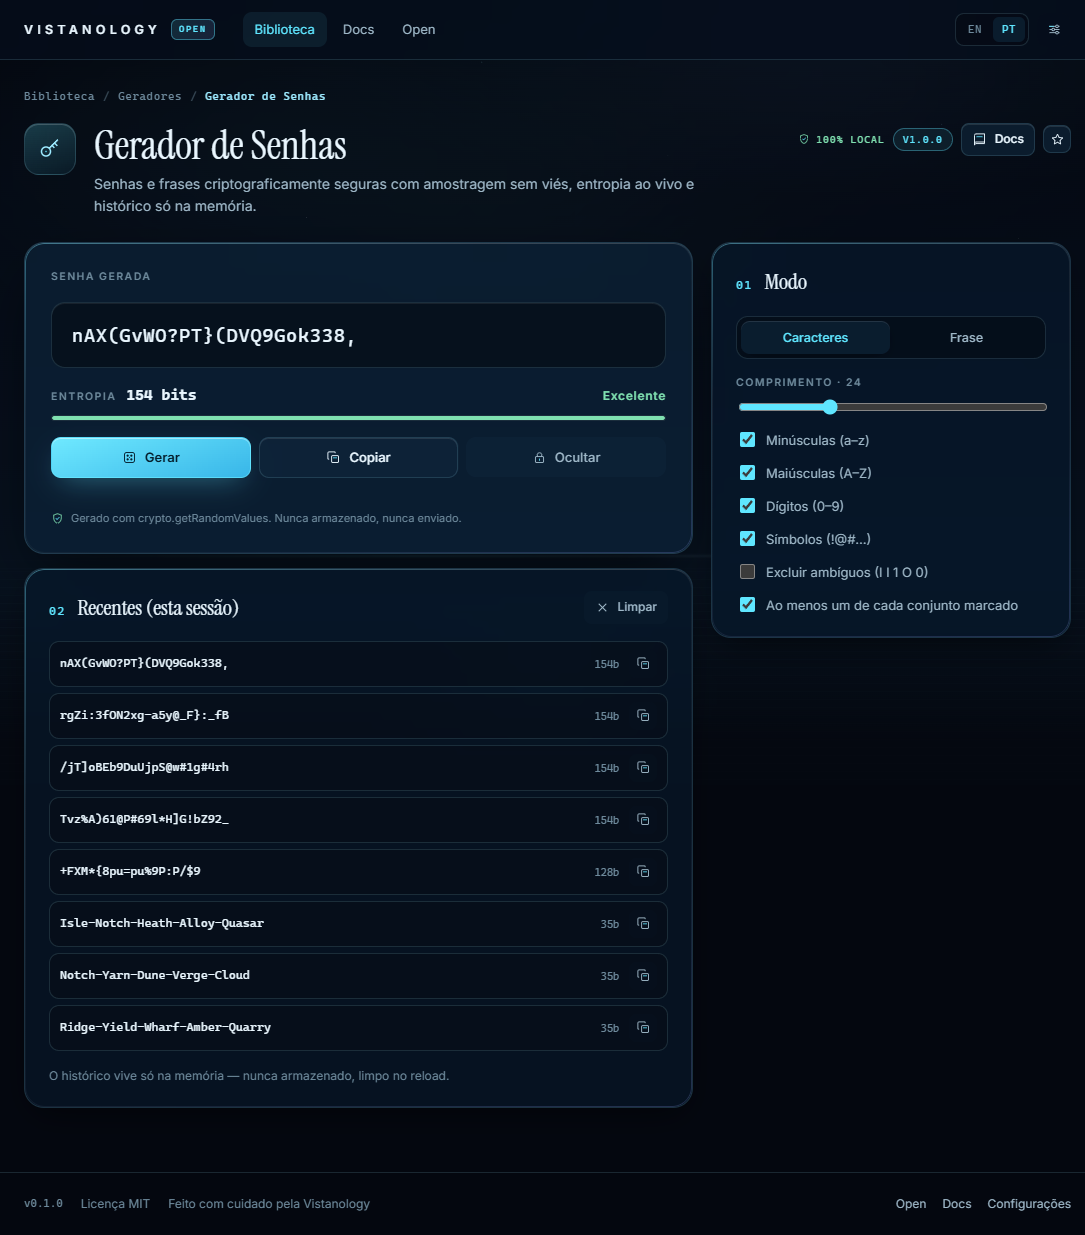 VISTANOLOGY OPEN Biblioteca Docs Open EN PT
Biblioteca / Geradores / Gerador de Senhas
Gerador de Senhas
100% LOCAL V1.0.0 Docs
Senhas e frases criptograficamente seguras com amostragem sem viés, entropia ao vivo e
histórico só na memória.
SENHA GERADA
nAX(GvWO?PT}(DVQ9Gok338,
ENTROPIA 154 bits Excelente
Gerar Copiar Ocultar
Gerado com crypto.getRandomValues. Nunca armazenado, nunca enviado.
01 Modo
Caracteres Frase
COMPRIMENTO · 24
Minúsculas (a–z)
Maiúsculas (A–Z)
Dígitos (0–9)
Símbolos (!@#…)
Excluir ambíguos (l I 1 O 0)
Ao menos um de cada conjunto marcado
02 Recentes (esta sessão) Limpar
nAX(GvWO?PT}(DVQ9Gok338, 154b
rgZi:3fON2xg-a5y@_F}:_fB 154b
/jT]oBEb9DuUjpS@w#1g#4rh 154b
Tvz%A)61@P#69l*H]G!bZ92_ 154b
+FXM*{8pu=pu%9P:P/$9 128b
Isle-Notch-Heath-Alloy-Quasar 35b
Notch-Yarn-Dune-Verge-Cloud 35b
Ridge-Yield-Wharf-Amber-Quarry 35b
O histórico vive só na memória — nunca armazenado, limpo no reload.
v0.1.0 Licença MIT Feito com cuidado pela Vistanology Open Docs Configurações